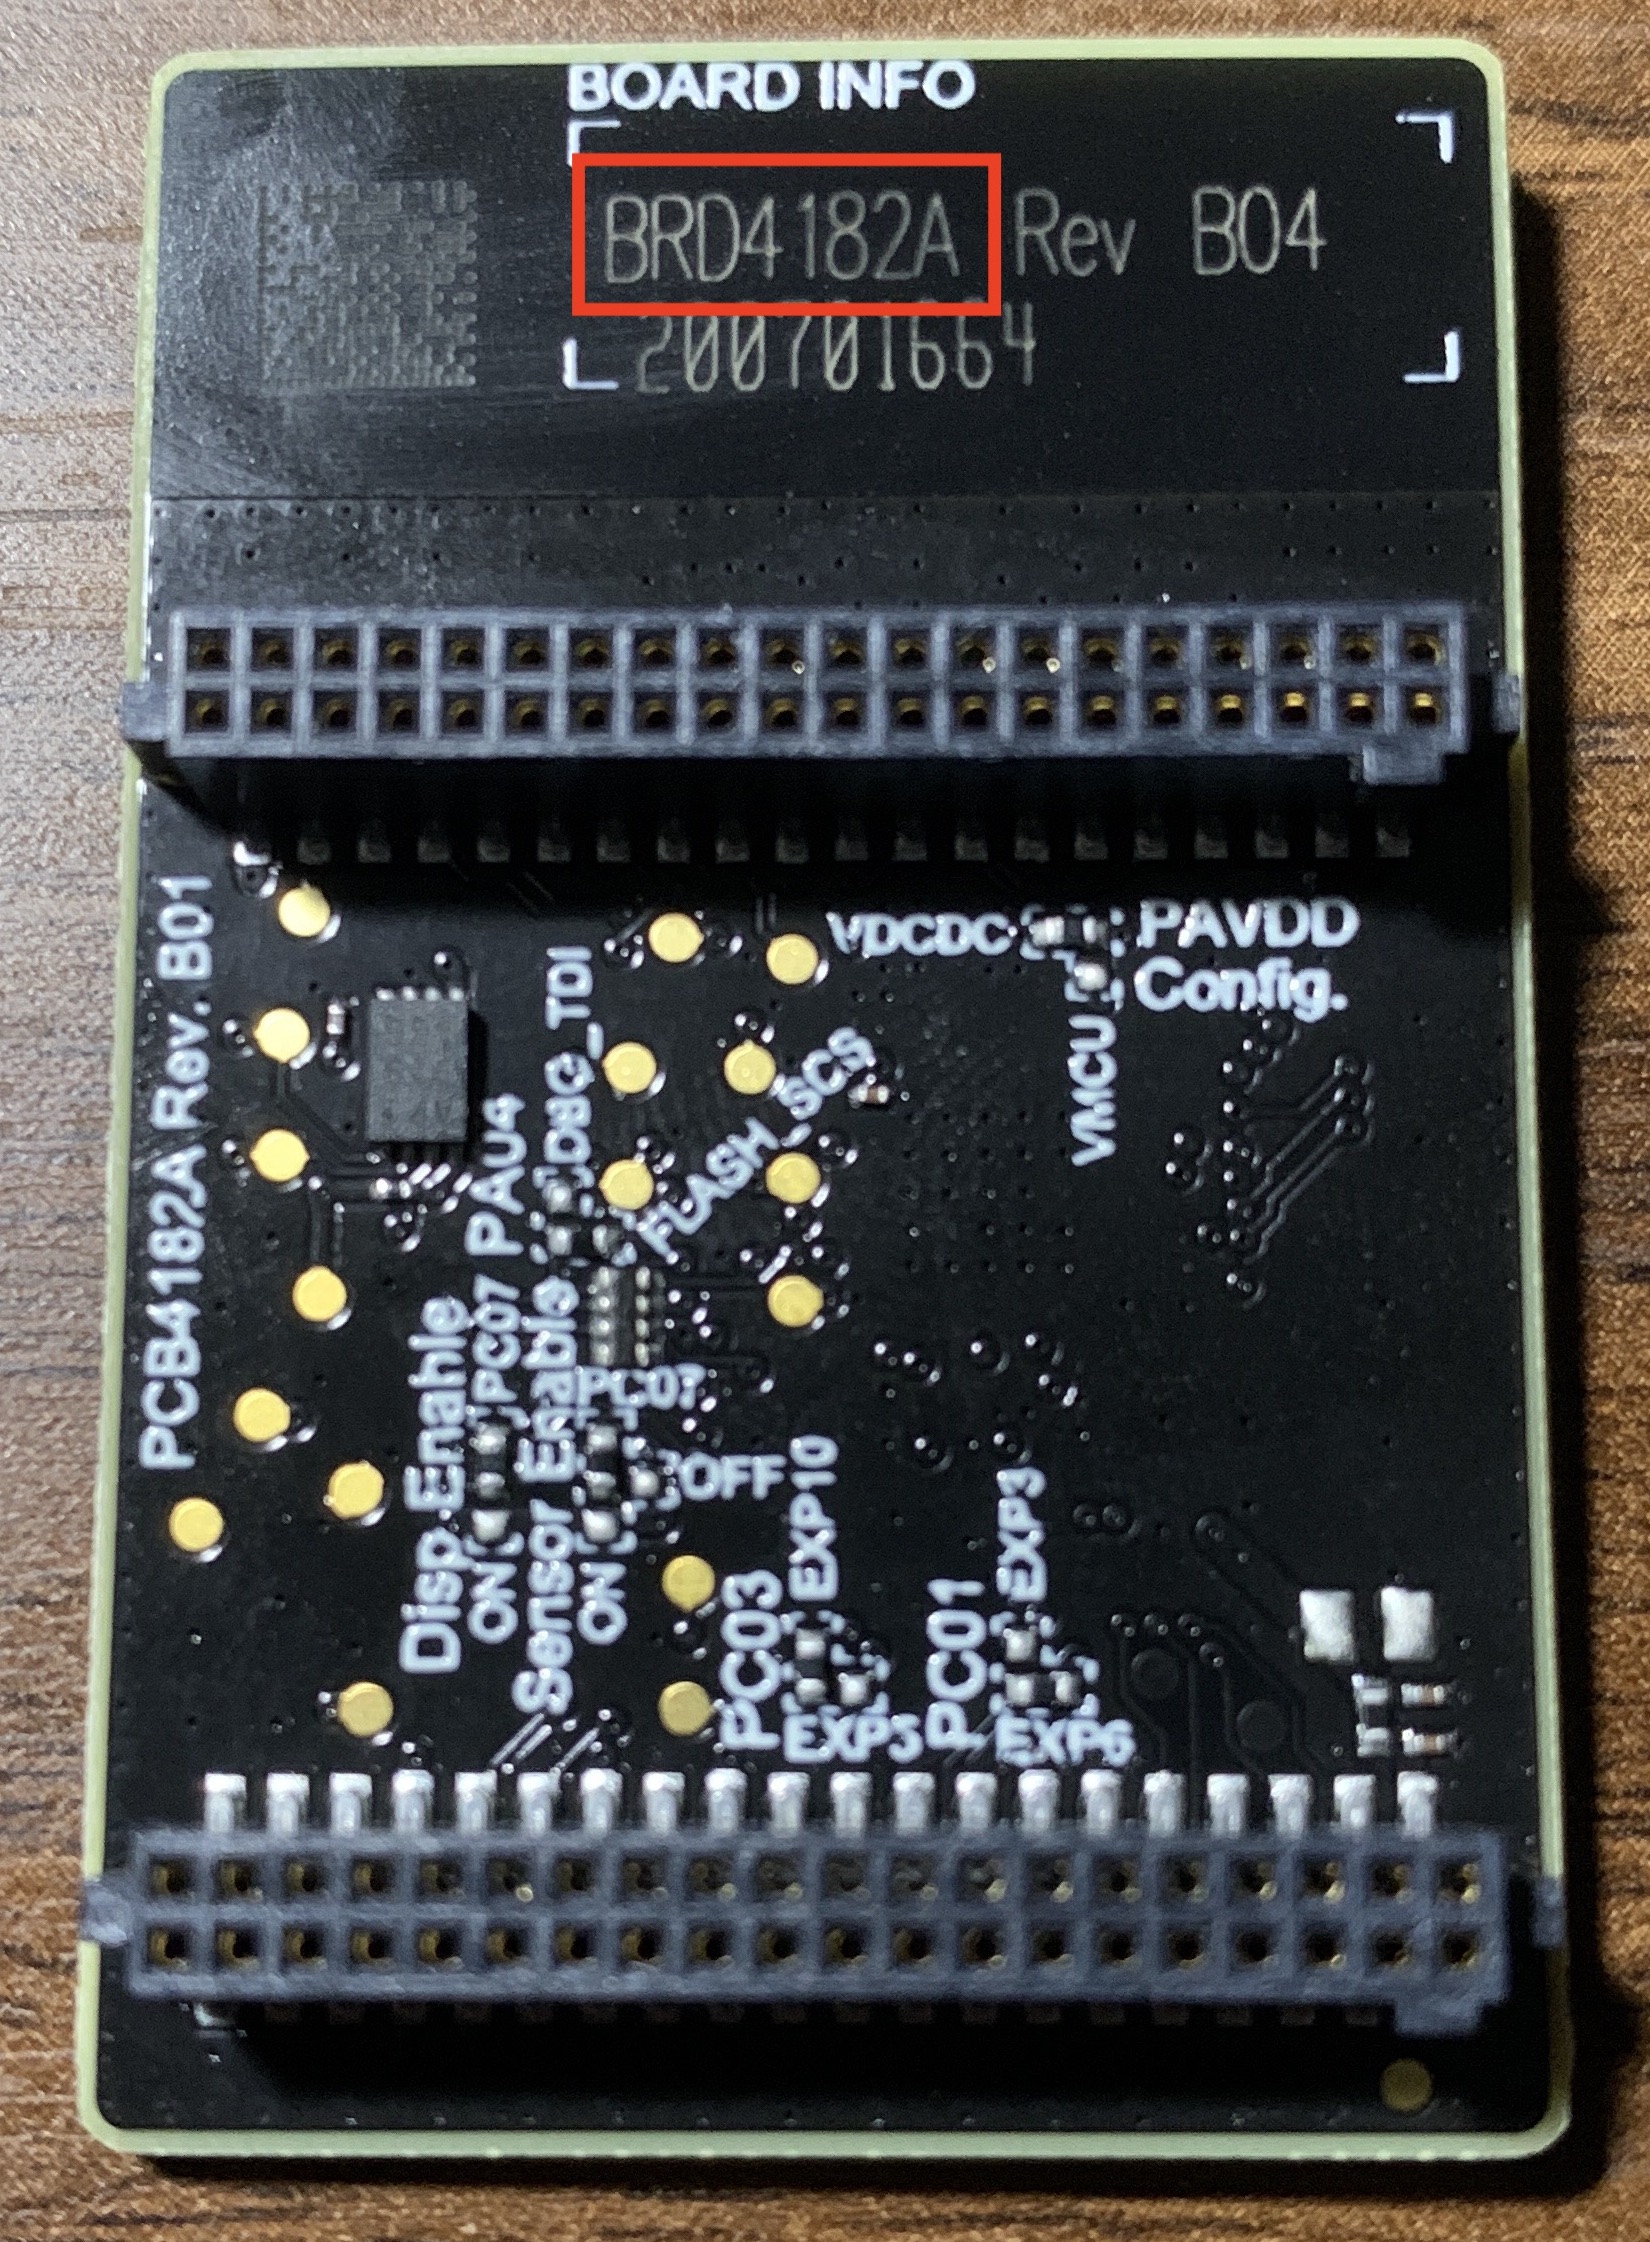 BOARD INFO
BRD4182A Rev B04
200701664
PCB4182A Rev. B01
VDCDC
PAVDD
Config.
VMCU
DBG_TDI
FLASH_SCS
PC07 PAU4
Disp Enable
ON
Sensor Enable
ON
PC07
OFF
PC03
EXP10
EXP5
PC01
EXP3
EXP6